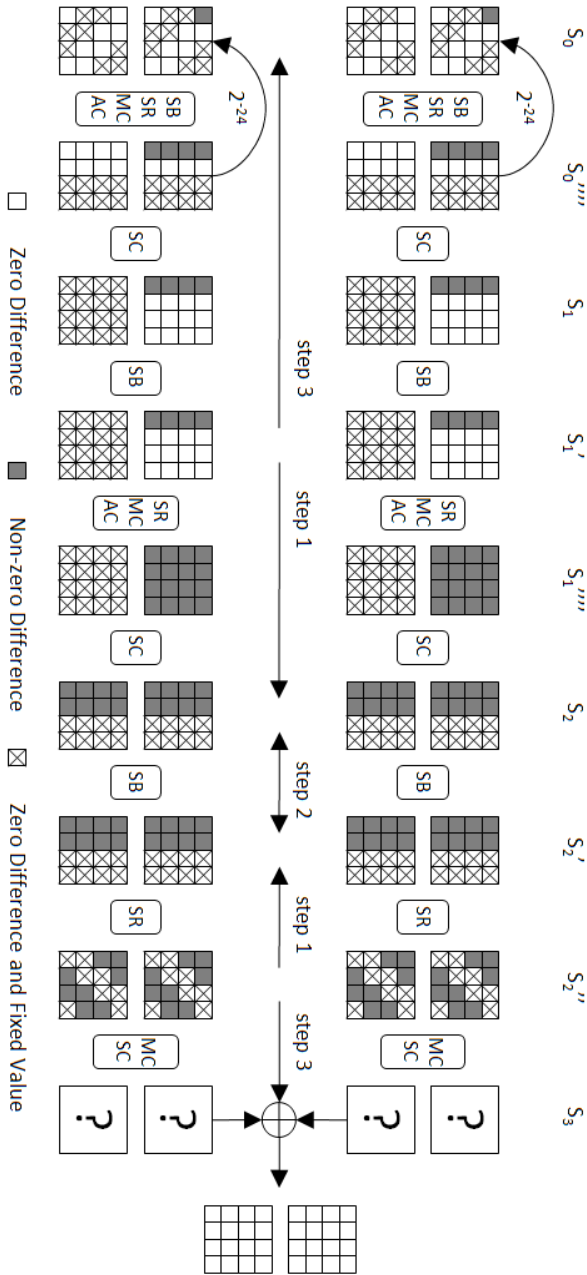 S₀ S₀'''' S₁ S₁' S₁'''' S₂ S₂' S₂'' S₃
2⁻²⁴
?
SB
SR
MC
AC
SC
SB
SR
MC
AC
SC
SB
SR
MC
SC
?
step 3
step 1
step 2
step 1
step 3
2⁻²⁴
?
SB
SR
MC
AC
SC
SB
SR
MC
AC
SC
SB
SR
MC
SC
?
Zero Difference
Non-zero Difference
Zero Difference and Fixed Value